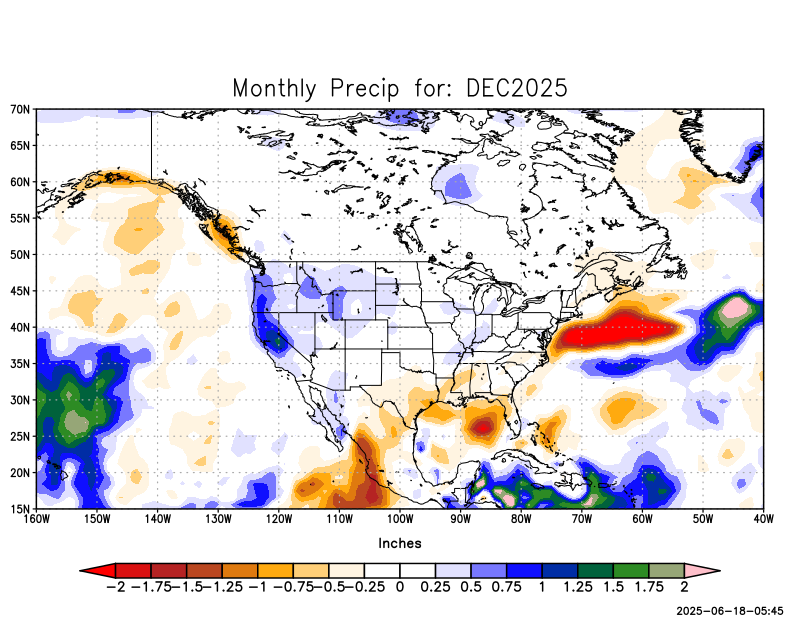 Monthly Precip for: DEC2025
70N
65N
60N
55N
50N
45N
40N
35N
30N
25N
20N
15N
160W 150W 140W 130W 120W 110W 100W 90W 80W 70W 60W 50W 40W
Inches
-2 -1.75 -1.5 -1.25 -1 -0.75 -0.5 -0.25 0 0.25 0.5 0.75 1 1.25 1.5 1.75 2
2025-06-18-05:45